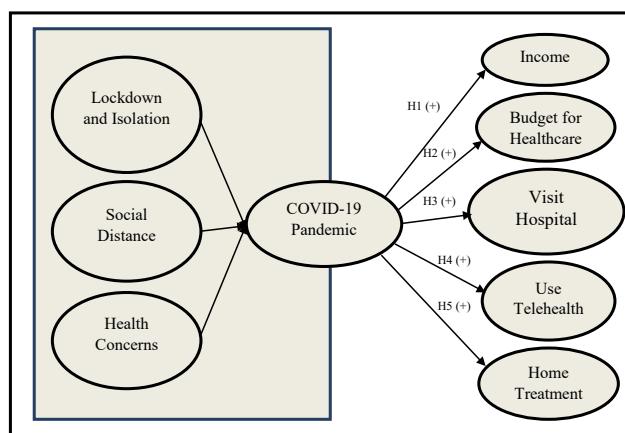 Lockdown
and Isolation
Social
Distance
Health
Concerns
COVID-19
Pandemic
H1 (+)
H2 (+)
H3 (+)
H4 (+)
H5 (+)
Income
Budget for
Healthcare
Visit
Hospital
Use
Telehealth
Home
Treatment